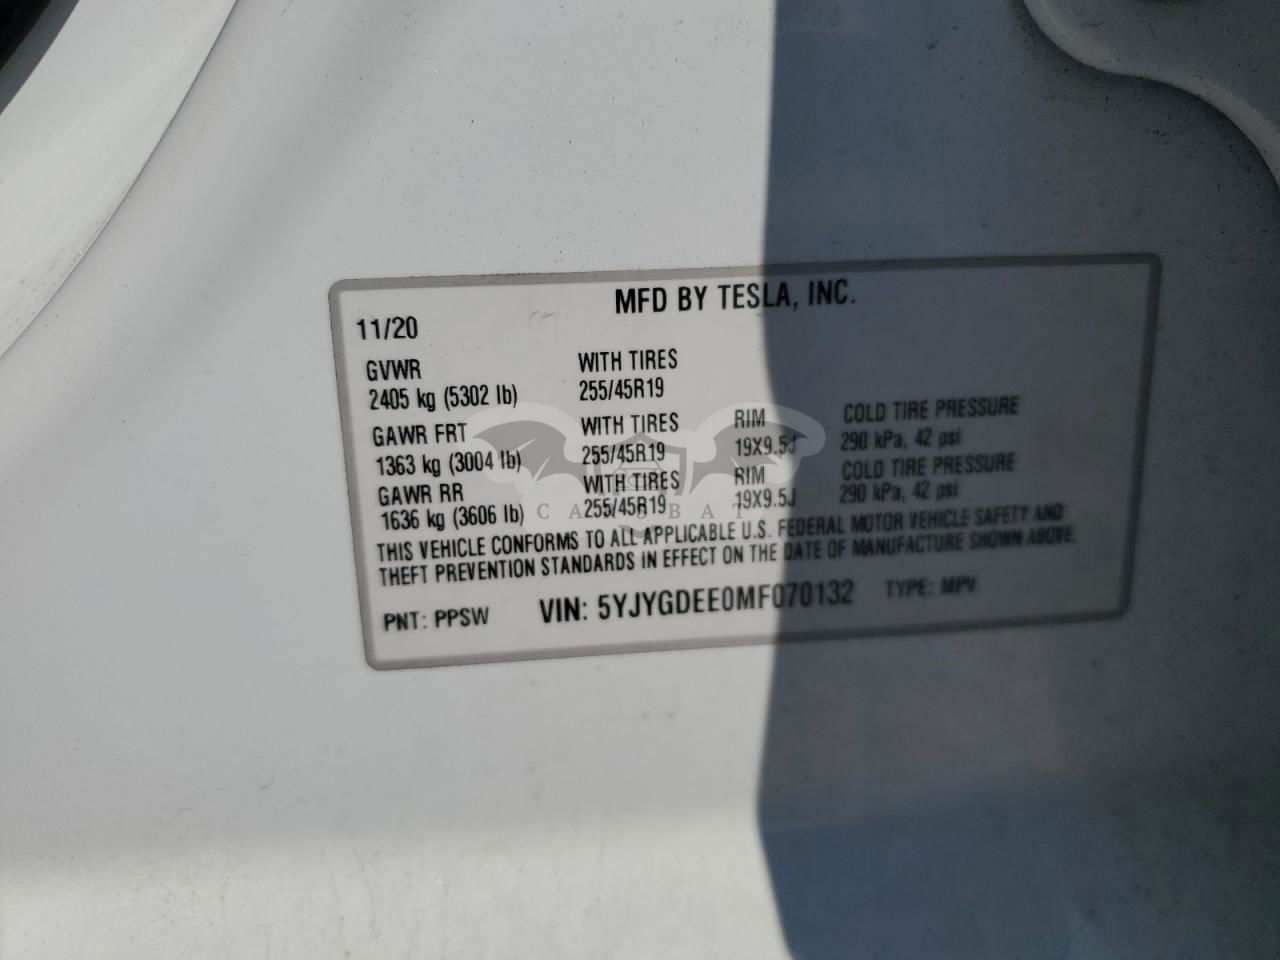 MFD BY TESLA, INC.
11/20
GVWR WITH TIRES
2405 kg (5302 lb) 255/45R19
GAWR FRT WITH TIRES RIM COLD TIRE PRESSURE
1363 kg (3004 lb) 255/45R19 19X9.5J 290 kPa, 42 psi
GAWR RR WITH TIRES RIM COLD TIRE PRESSURE
1636 kg (3606 lb) 255/45R19 19X9.5J 290 kPa, 42 psi
CARSBAT
THIS VEHICLE CONFORMS TO ALL APPLICABLE U.S. FEDERAL MOTOR VEHICLE SAFETY AND
THEFT PREVENTION STANDARDS IN EFFECT ON THE DATE OF MANUFACTURE SHOWN ABOVE.
PNT: PPSW VIN: 5YJYGDEE0MF070132 TYPE: MPV